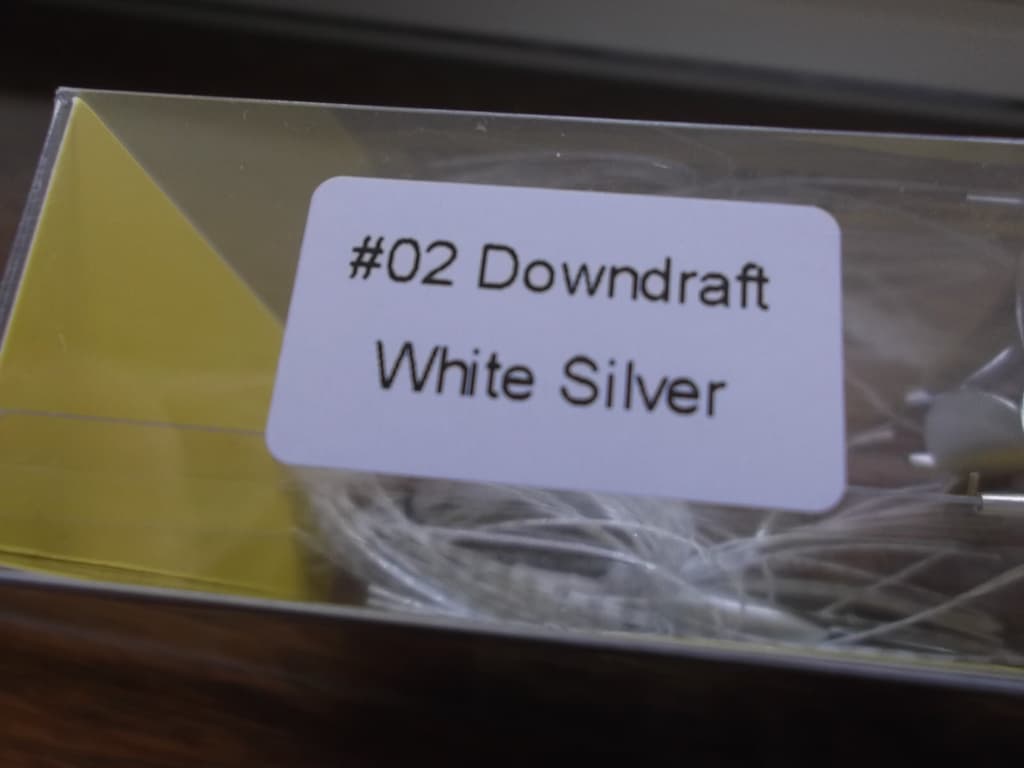 #02 Downdraft
White Silver